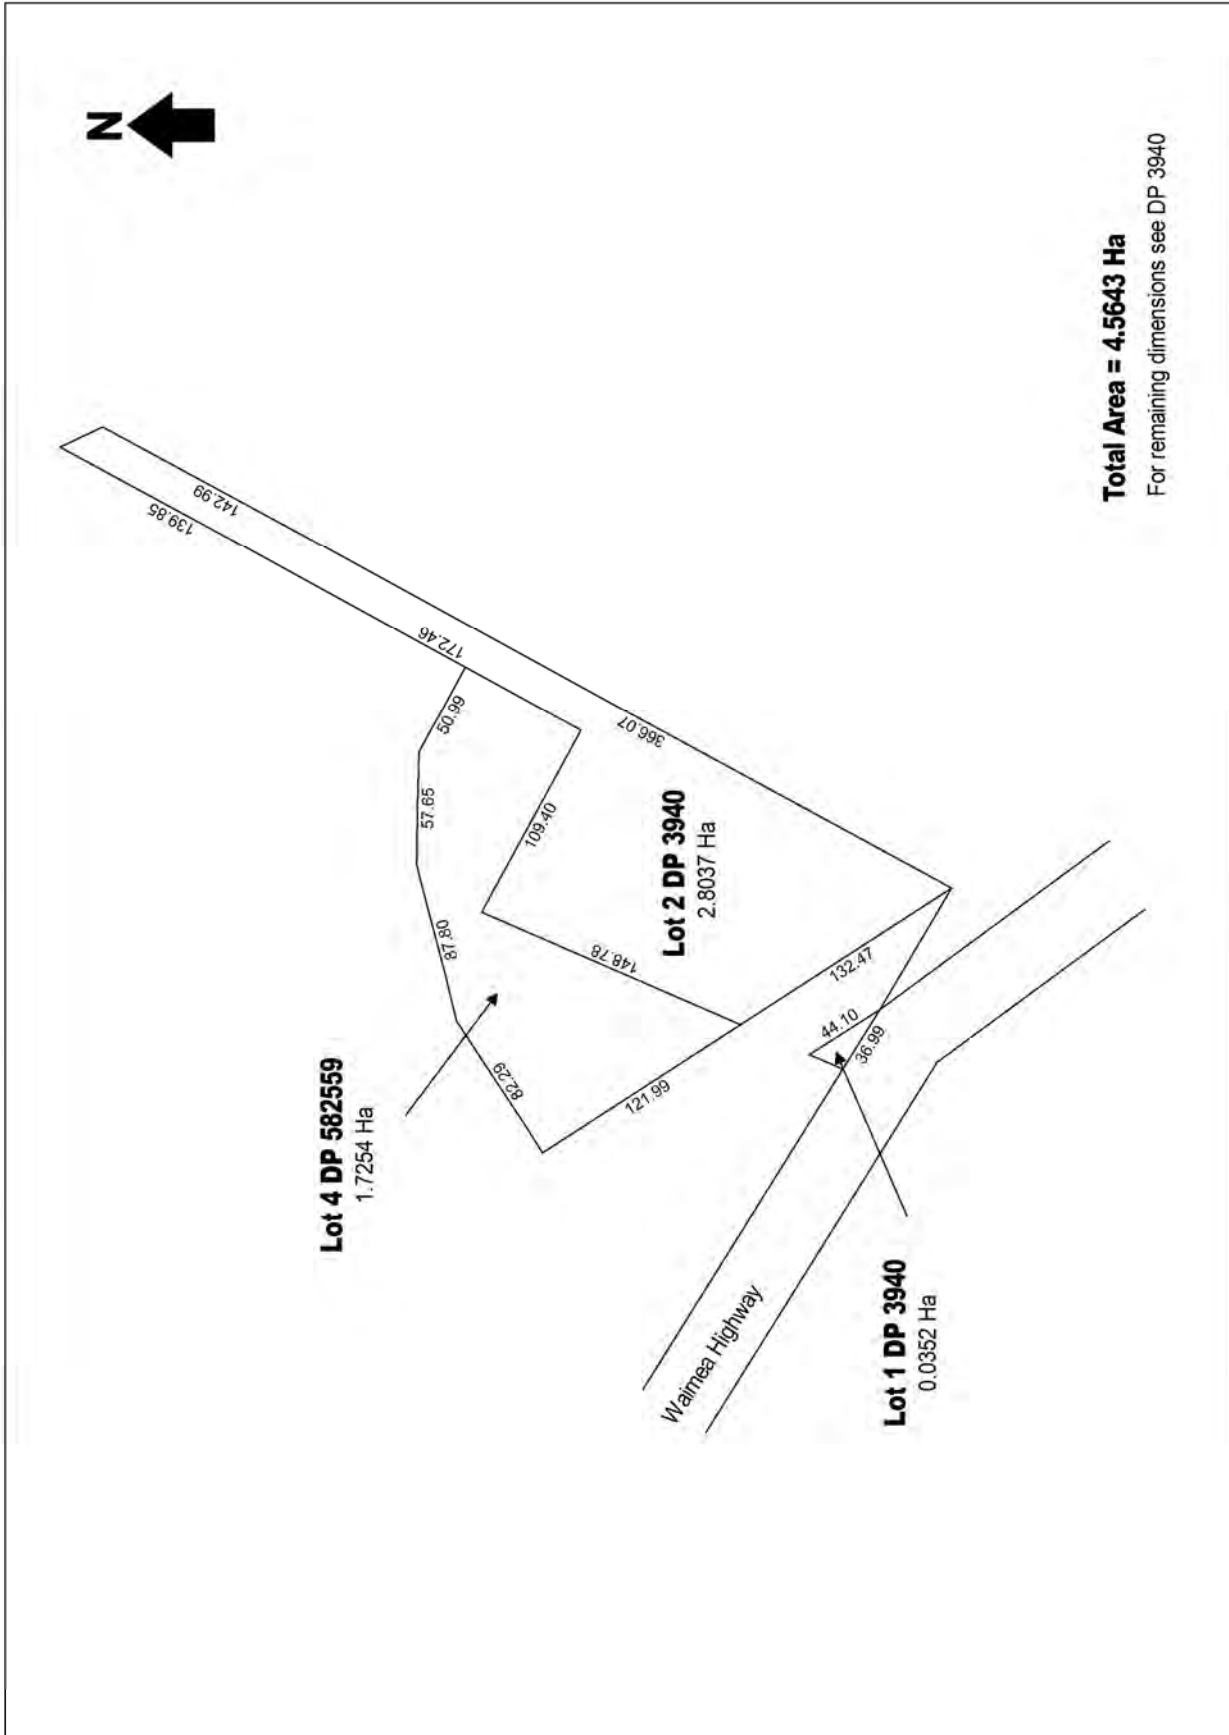 N
Lot 4 DP 582559
1.7254 Ha
139.85
142.99
172.46
50.99
57.65
87.80
82.29
109.40
148.78
121.99
366.07
Lot 2 DP 3940
2.8037 Ha
132.47
44.10
36.99
Waimea Highway
Lot 1 DP 3940
0.0352 Ha
Total Area = 4.5643 Ha
For remaining dimensions see DP 3940